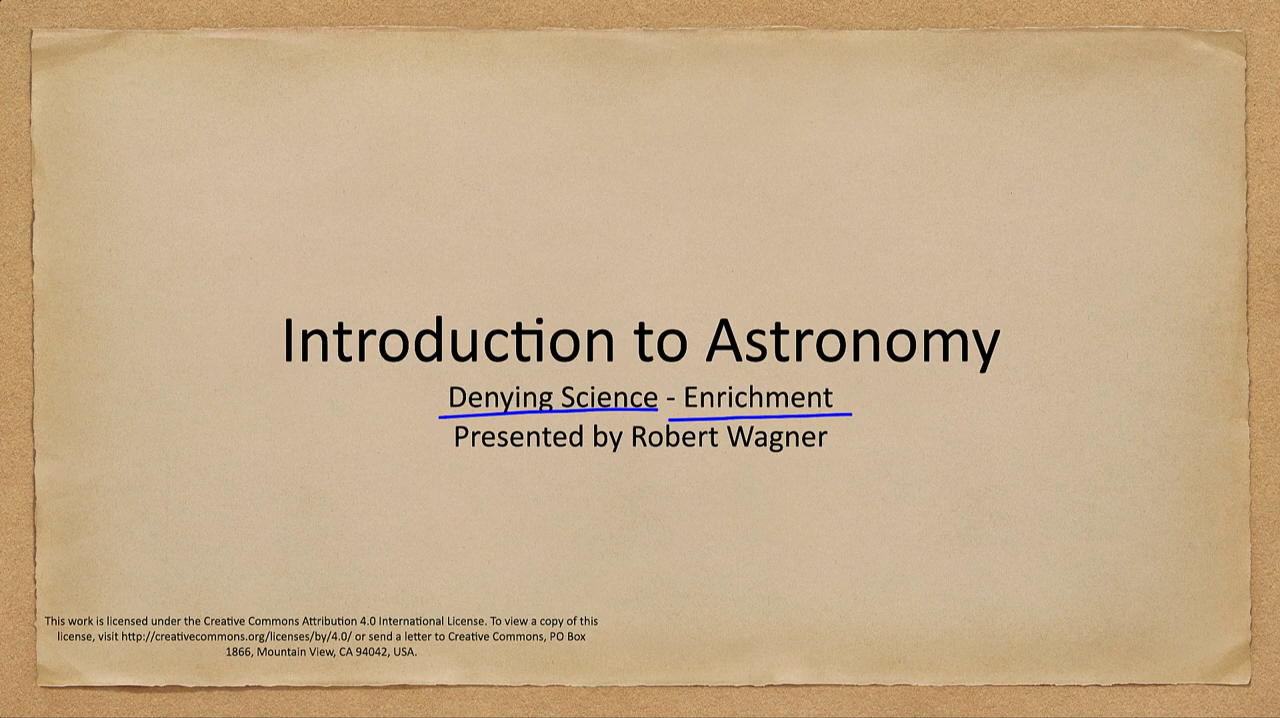 Introduction to Astronomy
Denying Science - Enrichment
Presented by Robert Wagner
This work is licensed under the Creative Commons Attribution 4.0 International License. To view a copy of this
license, visit http://creativecommons.org/licenses/by/4.0/ or send a letter to Creative Commons, PO Box
1866, Mountain View, CA 94042, USA.